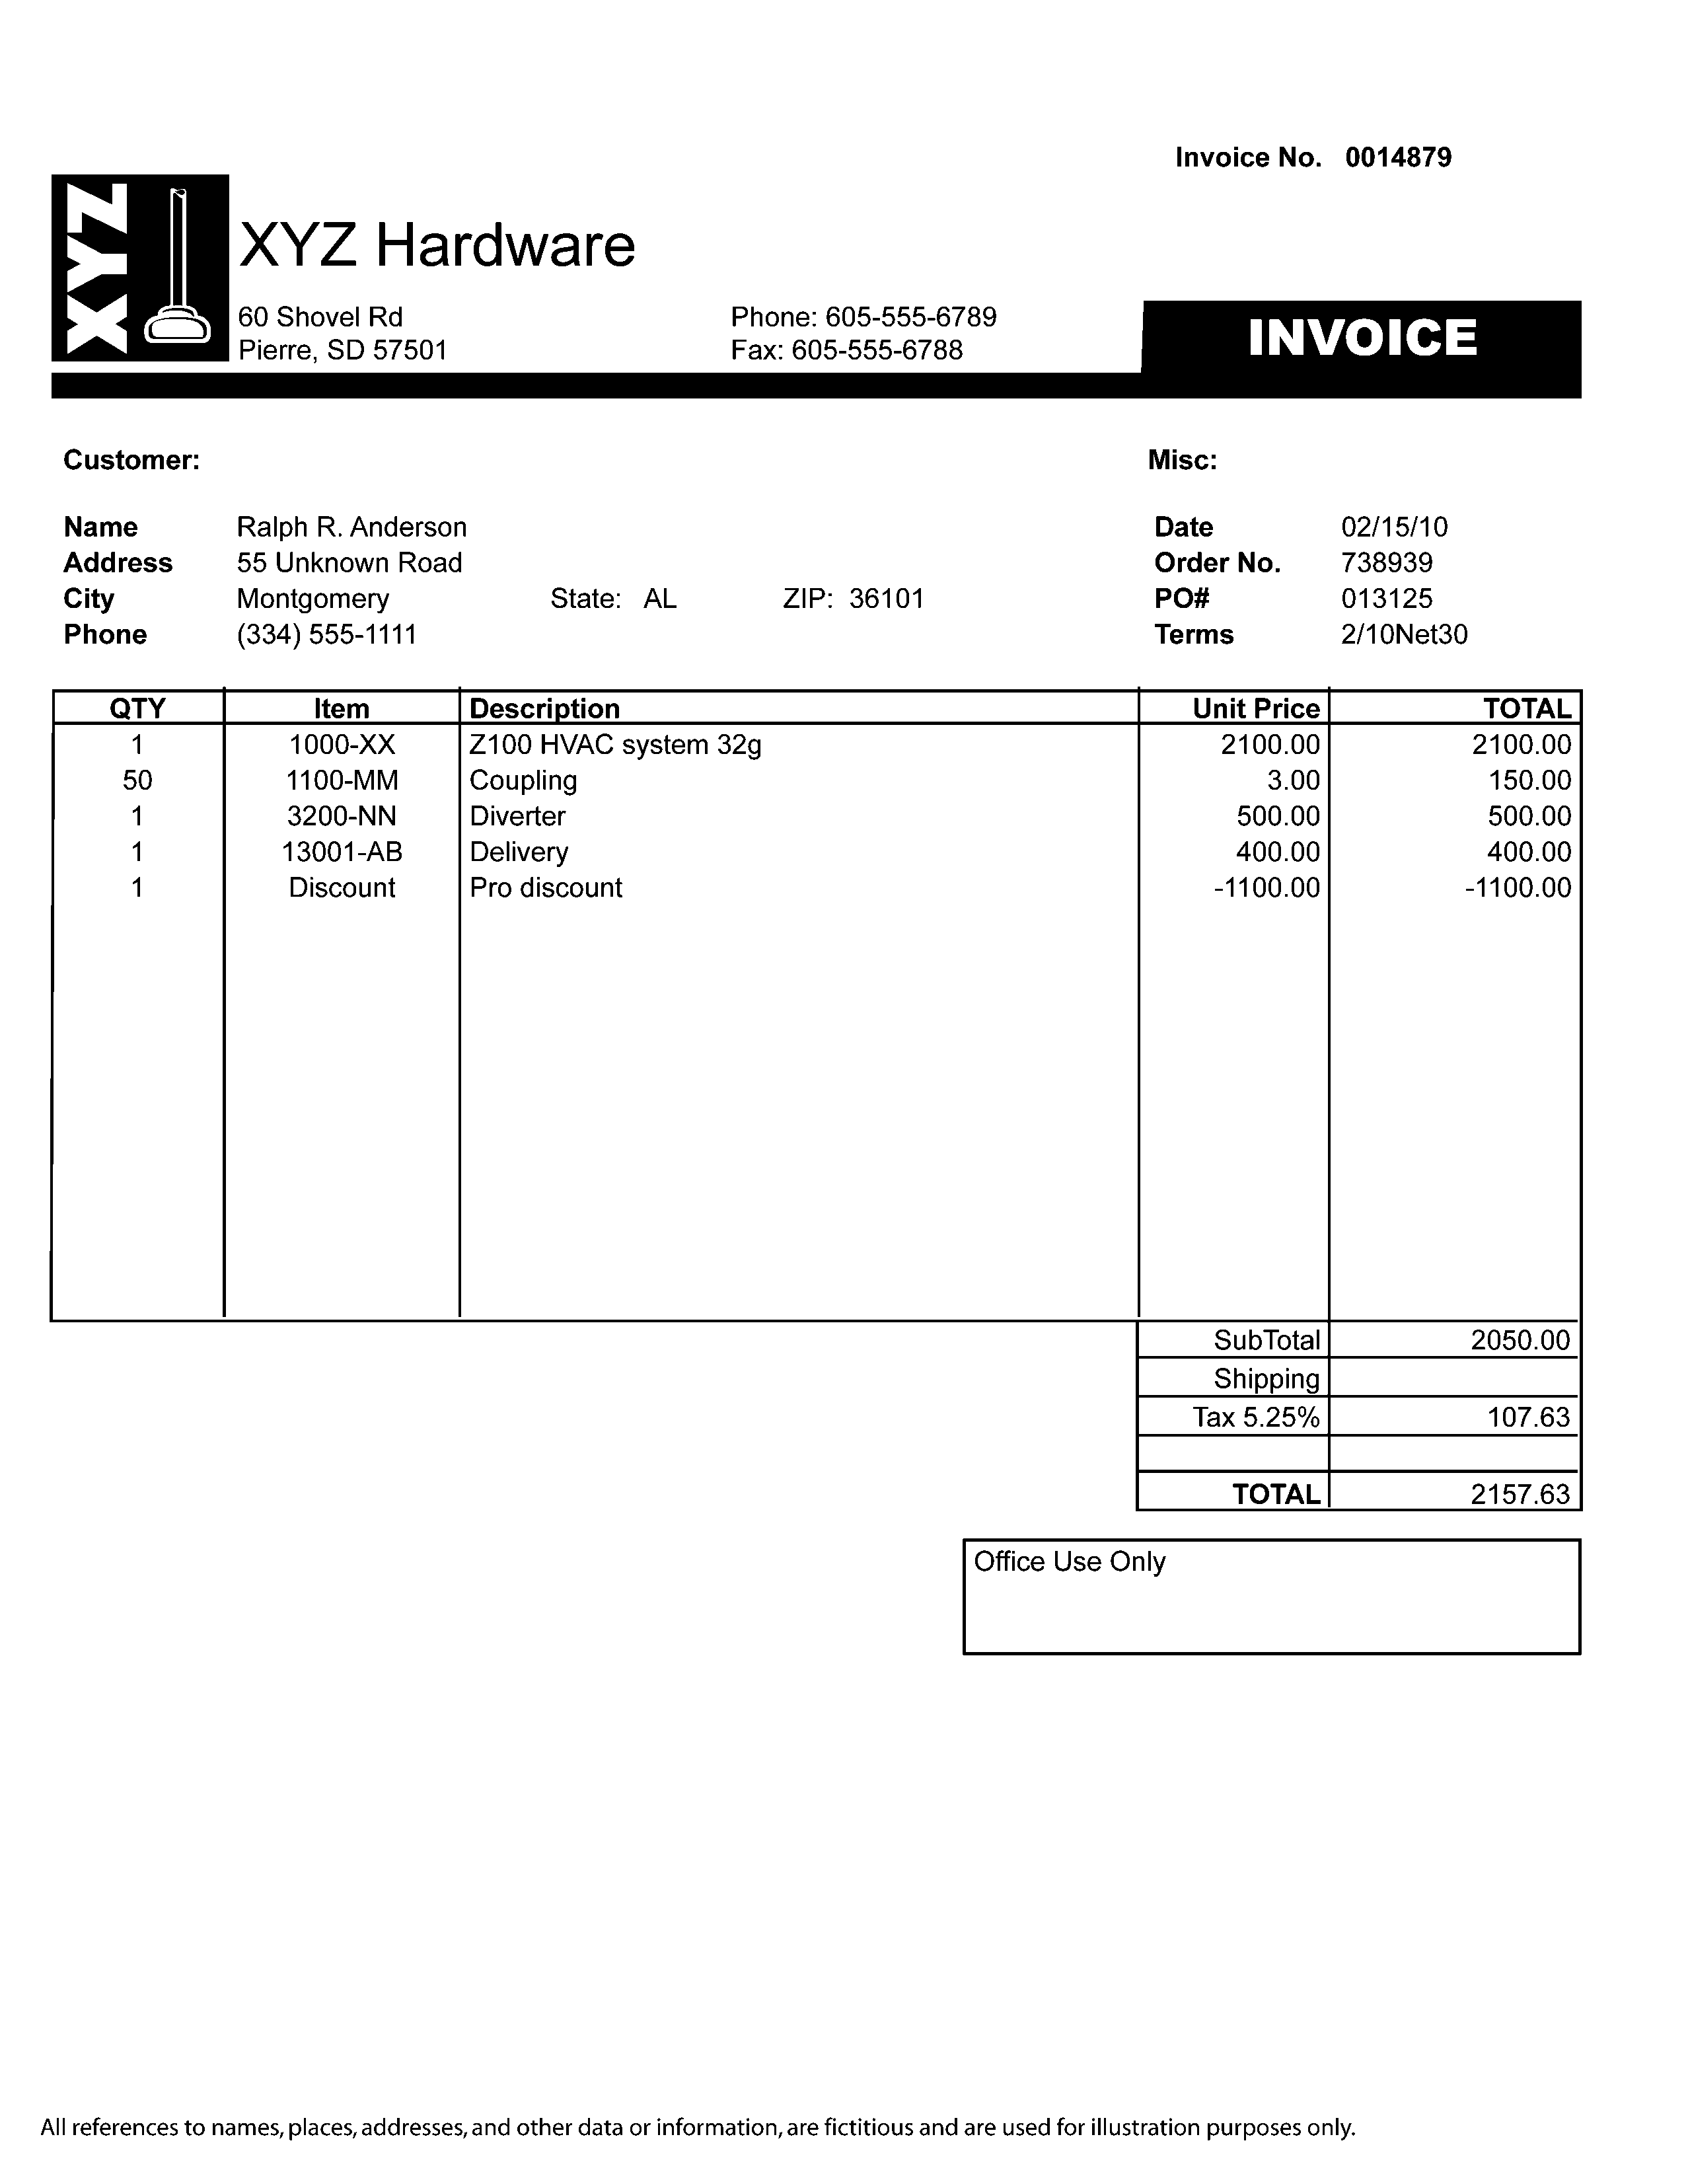 Invoice No. 0014879
XYZ
XYZ Hardware
60 Shovel Rd Phone: 605-555-6789
Pierre, SD 57501 Fax: 605-555-6788
INVOICE
Customer: Misc:
Name Ralph R. Anderson Date 02/15/10
Address 55 Unknown Road Order No. 738939
City Montgomery State: AL ZIP: 36101 PO# 013125
Phone (334) 555-1111 Terms 2/10Net30
QTY Item Description Unit Price TOTAL
1 1000-XX Z100 HVAC system 32g 2100.00 2100.00
50 1100-MM Coupling 3.00 150.00
1 3200-NN Diverter 500.00 500.00
1 13001-AB Delivery 400.00 400.00
1 Discount Pro discount -1100.00 -1100.00
SubTotal 2050.00
Shipping
Tax 5.25% 107.63
TOTAL 2157.63
Office Use Only
All references to names, places, addresses, and other data or information, are fictitious and are used for illustration purposes only.